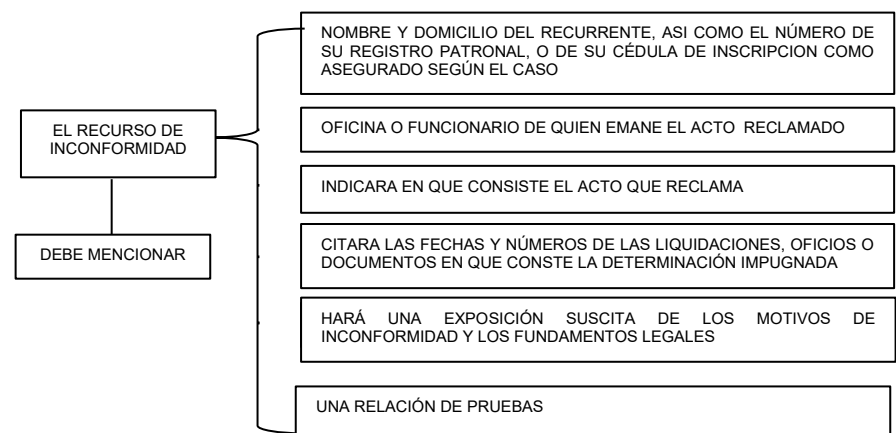 NOMBRE Y DOMICILIO DEL RECURRENTE, ASI COMO EL NÚMERO DE
SU REGISTRO PATRONAL, O DE SU CÉDULA DE INSCRIPCION COMO
ASEGURADO SEGÚN EL CASO
EL RECURSO DE
INCONFORMIDAD
DEBE MENCIONAR
OFICINA O FUNCIONARIO DE QUIEN EMANE EL ACTO RECLAMADO
INDICARA EN QUE CONSISTE EL ACTO QUE RECLAMA
CITARA LAS FECHAS Y NÚMEROS DE LAS LIQUIDACIONES, OFICIOS O
DOCUMENTOS EN QUE CONSTE LA DETERMINACIÓN IMPUGNADA
HARÁ UNA EXPOSICIÓN SUSCITA DE LOS MOTIVOS DE
INCONFORMIDAD Y LOS FUNDAMENTOS LEGALES
UNA RELACIÓN DE PRUEBAS